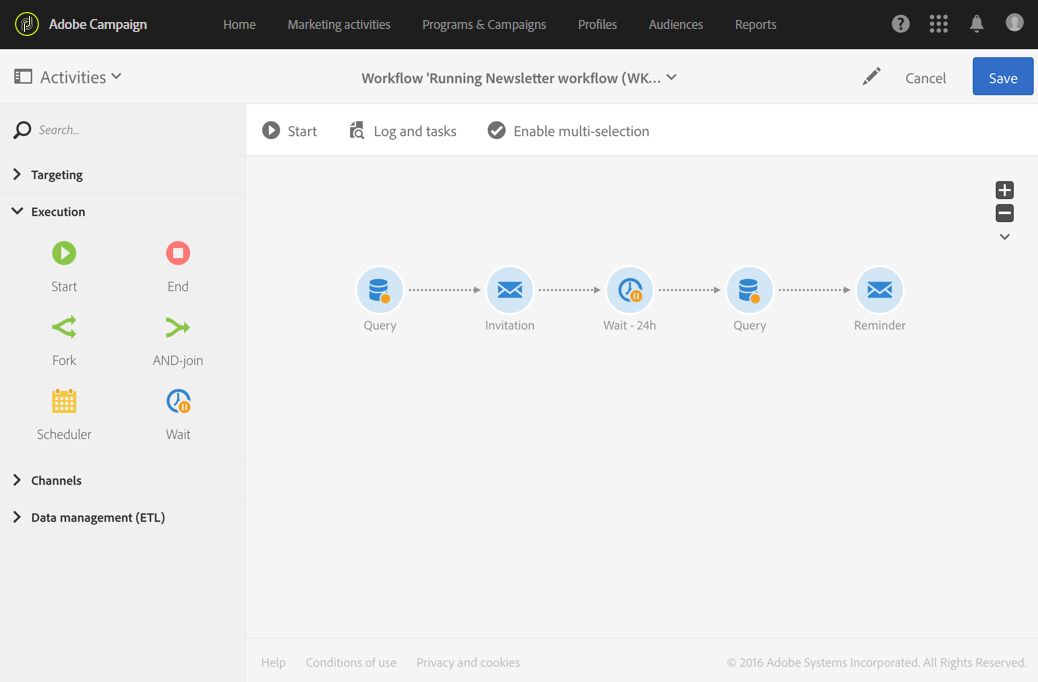 Adobe Campaign
Home
Marketing activities
Programs & Campaigns
Profiles
Audiences
Reports
Activities
Workflow 'Running Newsletter workflow (WK...
Cancel
Save
Search...
Start
Log and tasks
Enable multi-selection
Targeting
Execution
Start
End
Fork
AND-join
Scheduler
Wait
Channels
Data management (ETL)
Query
Invitation
Wait - 24h
Query
Reminder
Help
Conditions of use
Privacy and cookies
© 2016 Adobe Systems Incorporated. All Rights Reserved.